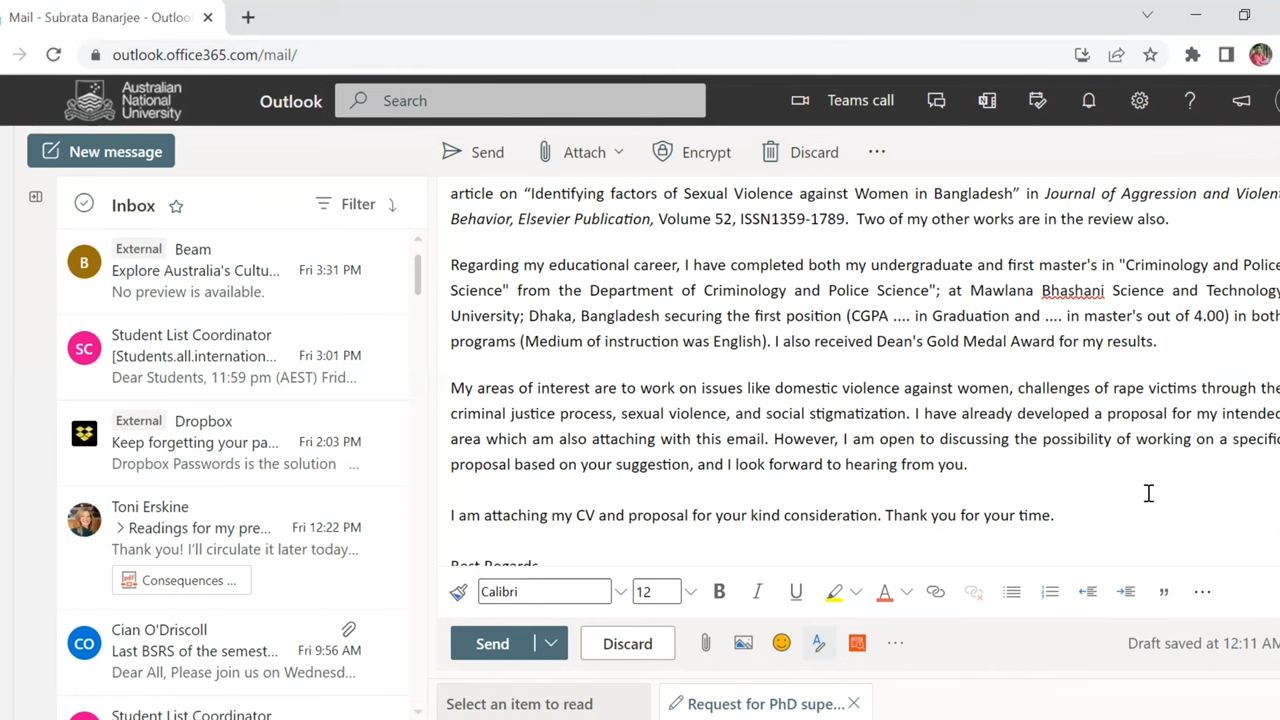 Mail - Subrata Banarjee - Outloo
outlook.office365.com/mail/
Australian
National
University
Outlook
Search
Teams call
New message
Send
Attach
Encrypt
Discard
Inbox
Filter
External Beam
Explore Australia's Cultu... Fri 3:31 PM
No preview is available.
SC
Student List Coordinator
[Students.all.internation... Fri 3:01 PM
Dear Students, 11:59 pm (AEST) Frid...
External Dropbox
Keep forgetting your pa... Fri 2:03 PM
Dropbox Passwords is the solution ...
Toni Erskine
Readings for my pre... Fri 12:22 PM
Thank you! I'll circulate it later today...
Consequences ...
CO
Cian O'Driscoll
Last BSRS of the semest... Fri 9:56 AM
Dear All, Please join us on Wednesd...
Student List Coordinator
article on “Identifying factors of Sexual Violence against Women in Bangladesh” in Journal of Aggression and Violen
Behavior, Elsevier Publication, Volume 52, ISSN1359-1789. Two of my other works are in the review also.
Regarding my educational career, I have completed both my undergraduate and first master's in "Criminology and Police
Science" from the Department of Criminology and Police Science"; at Mawlana Bhashani Science and Technology
University; Dhaka, Bangladesh securing the first position (CGPA .... in Graduation and .... in master's out of 4.00) in both
programs (Medium of instruction was English). I also received Dean's Gold Medal Award for my results.
My areas of interest are to work on issues like domestic violence against women, challenges of rape victims through the
criminal justice process, sexual violence, and social stigmatization. I have already developed a proposal for my intended
area which am also attaching with this email. However, I am open to discussing the possibility of working on a specific
proposal based on your suggestion, and I look forward to hearing from you.
I am attaching my CV and proposal for your kind consideration. Thank you for your time.
Best Regards
Calibri
12
B
I
U
A
Send
Discard
Draft saved at 12:11 AM
Select an item to read
Request for PhD supe...